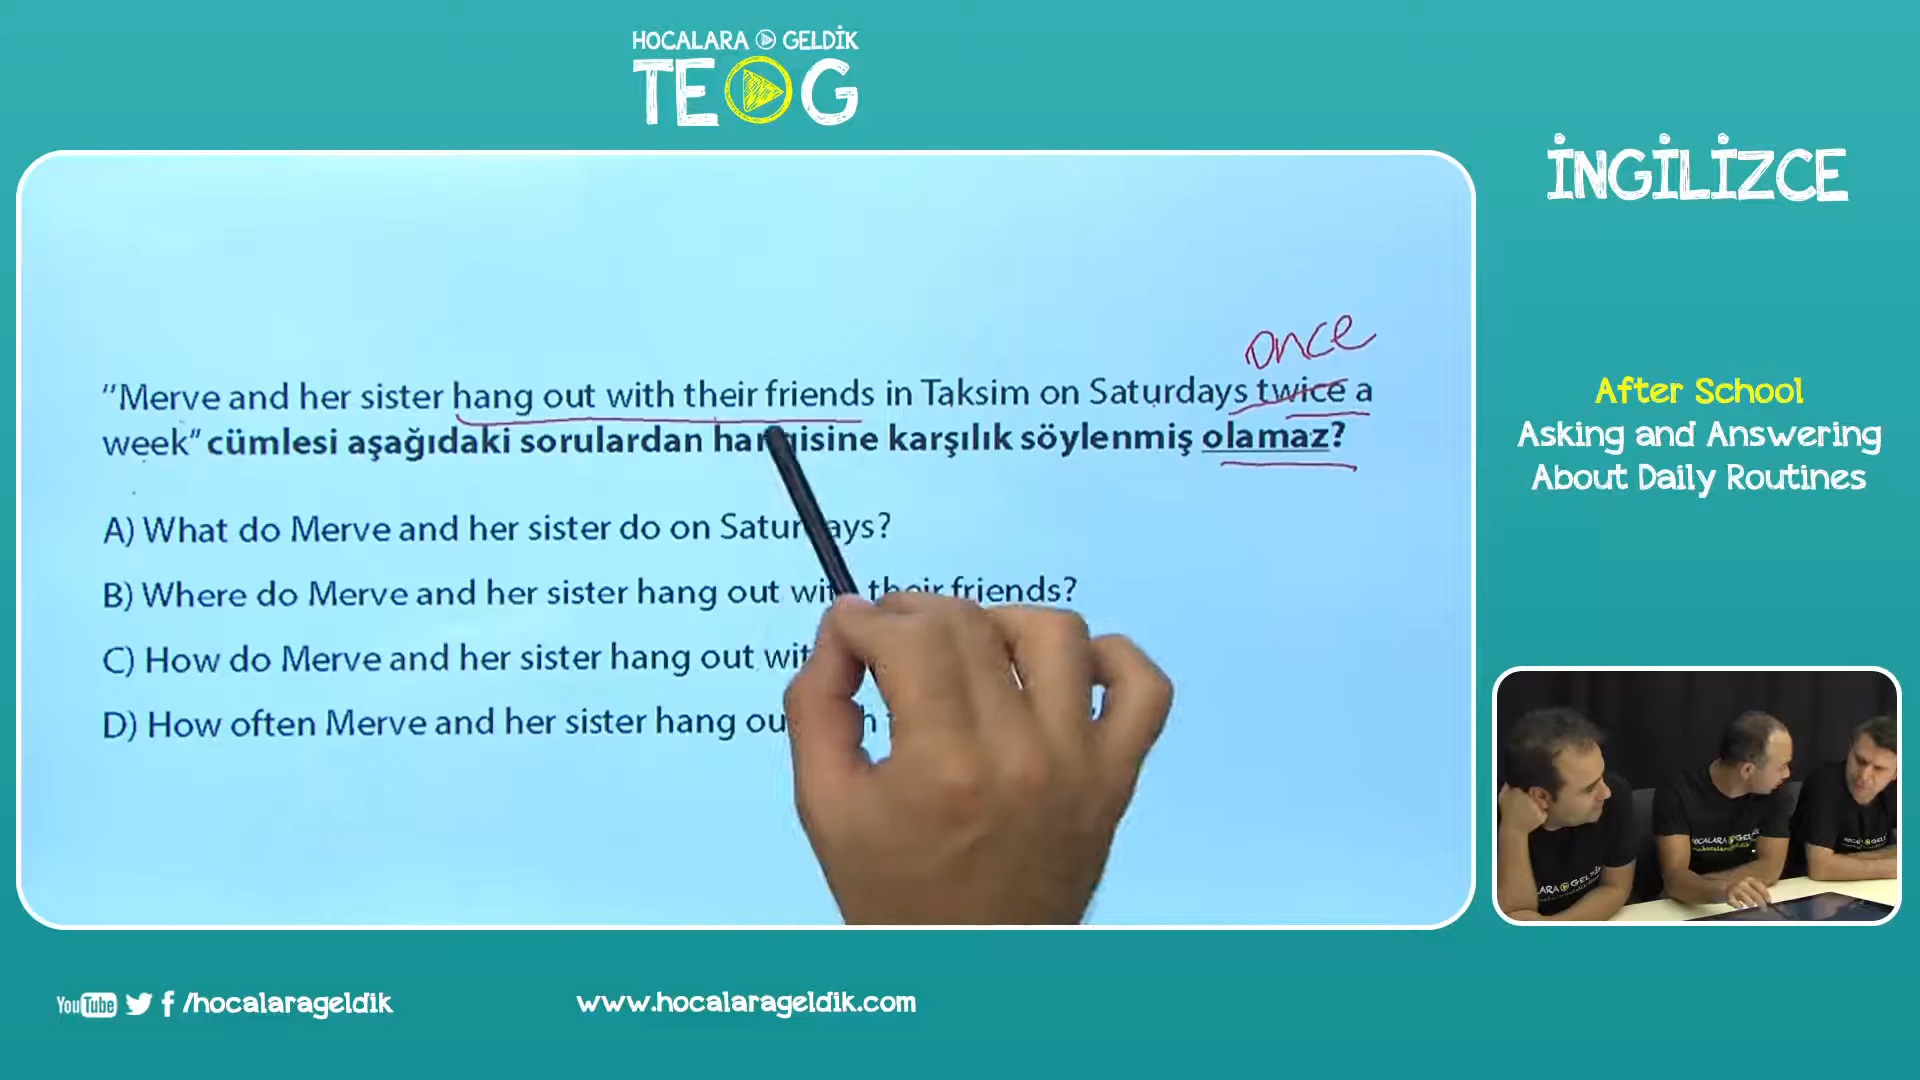 HOCALARA GELDİK
TEOG
İNGİLİZCE
once
"Merve and her sister hang out with their friends in Taksim on Saturdays twice a
week" cümlesi aşağıdaki sorulardan hangisine karşılık söylenmiş olamaz?
A) What do Merve and her sister do on Saturdays?
B) Where do Merve and her sister hang out with their friends?
C) How do Merve and her sister hang out wit
D) How often Merve and her sister hang ou
After School
Asking and Answering
About Daily Routines
YouTube /hocalarageldik
www.hocalarageldik.com